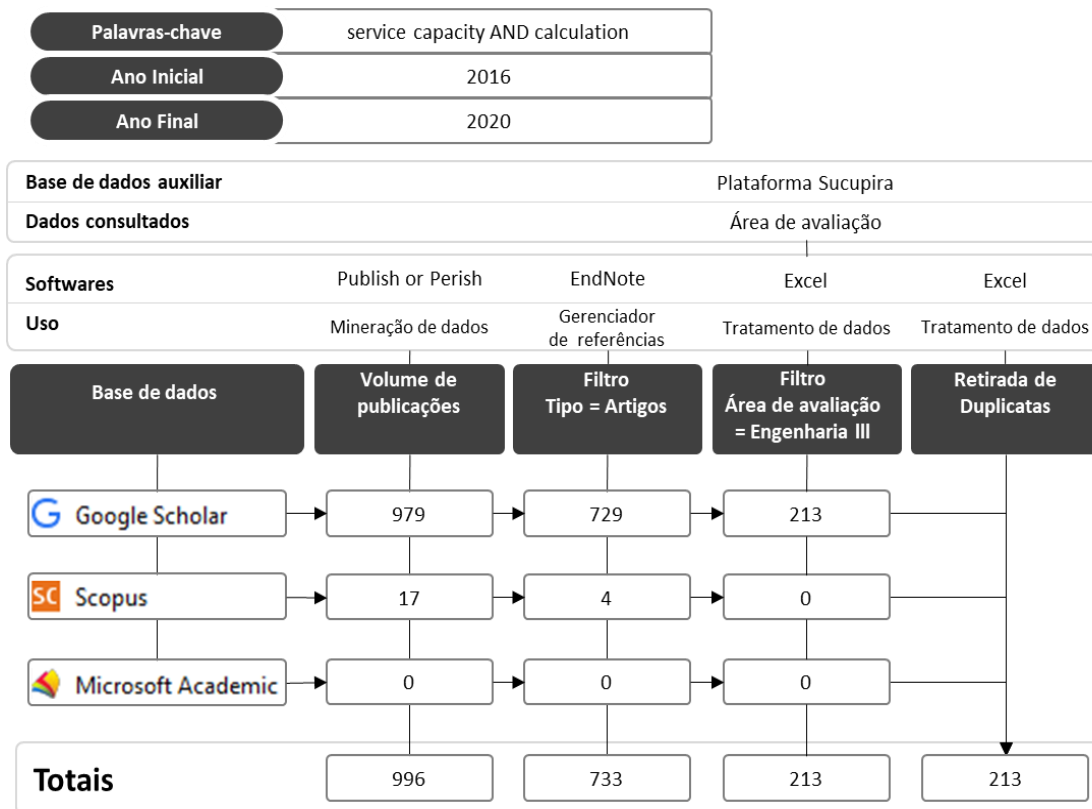 Palavras-chave service capacity AND calculation
Ano Inicial 2016
Ano Final 2020
Base de dados auxiliar Plataforma Sucupira
Dados consultados Área de avaliação
Softwares Publish or Perish EndNote Excel Excel
Uso Mineração de dados Gerenciador de referências Tratamento de dados Tratamento de dados
Base de dados
Volume de
publicações
Filtro
Tipo = Artigos
Filtro
Área de avaliação
= Engenharia III
Retirada de
Duplicatas
G Google Scholar 979 729 213
SC Scopus 17 4 0
Microsoft Academic 0 0 0
Totais 996 733 213 213